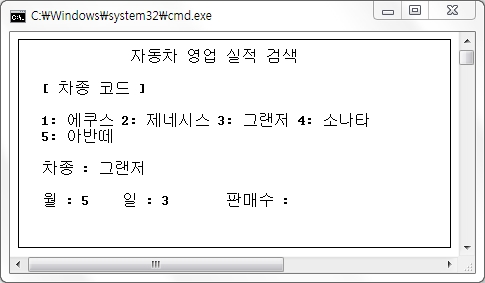 C:₩Windows₩system32₩cmd.exe
자동차 영업 실적 검색
[ 차종 코드 ]
1: 에쿠스 2: 제네시스 3: 그랜저 4: 소나타
5: 아반떼
차종 : 그랜저
월 : 5 일 : 3 판매수 :